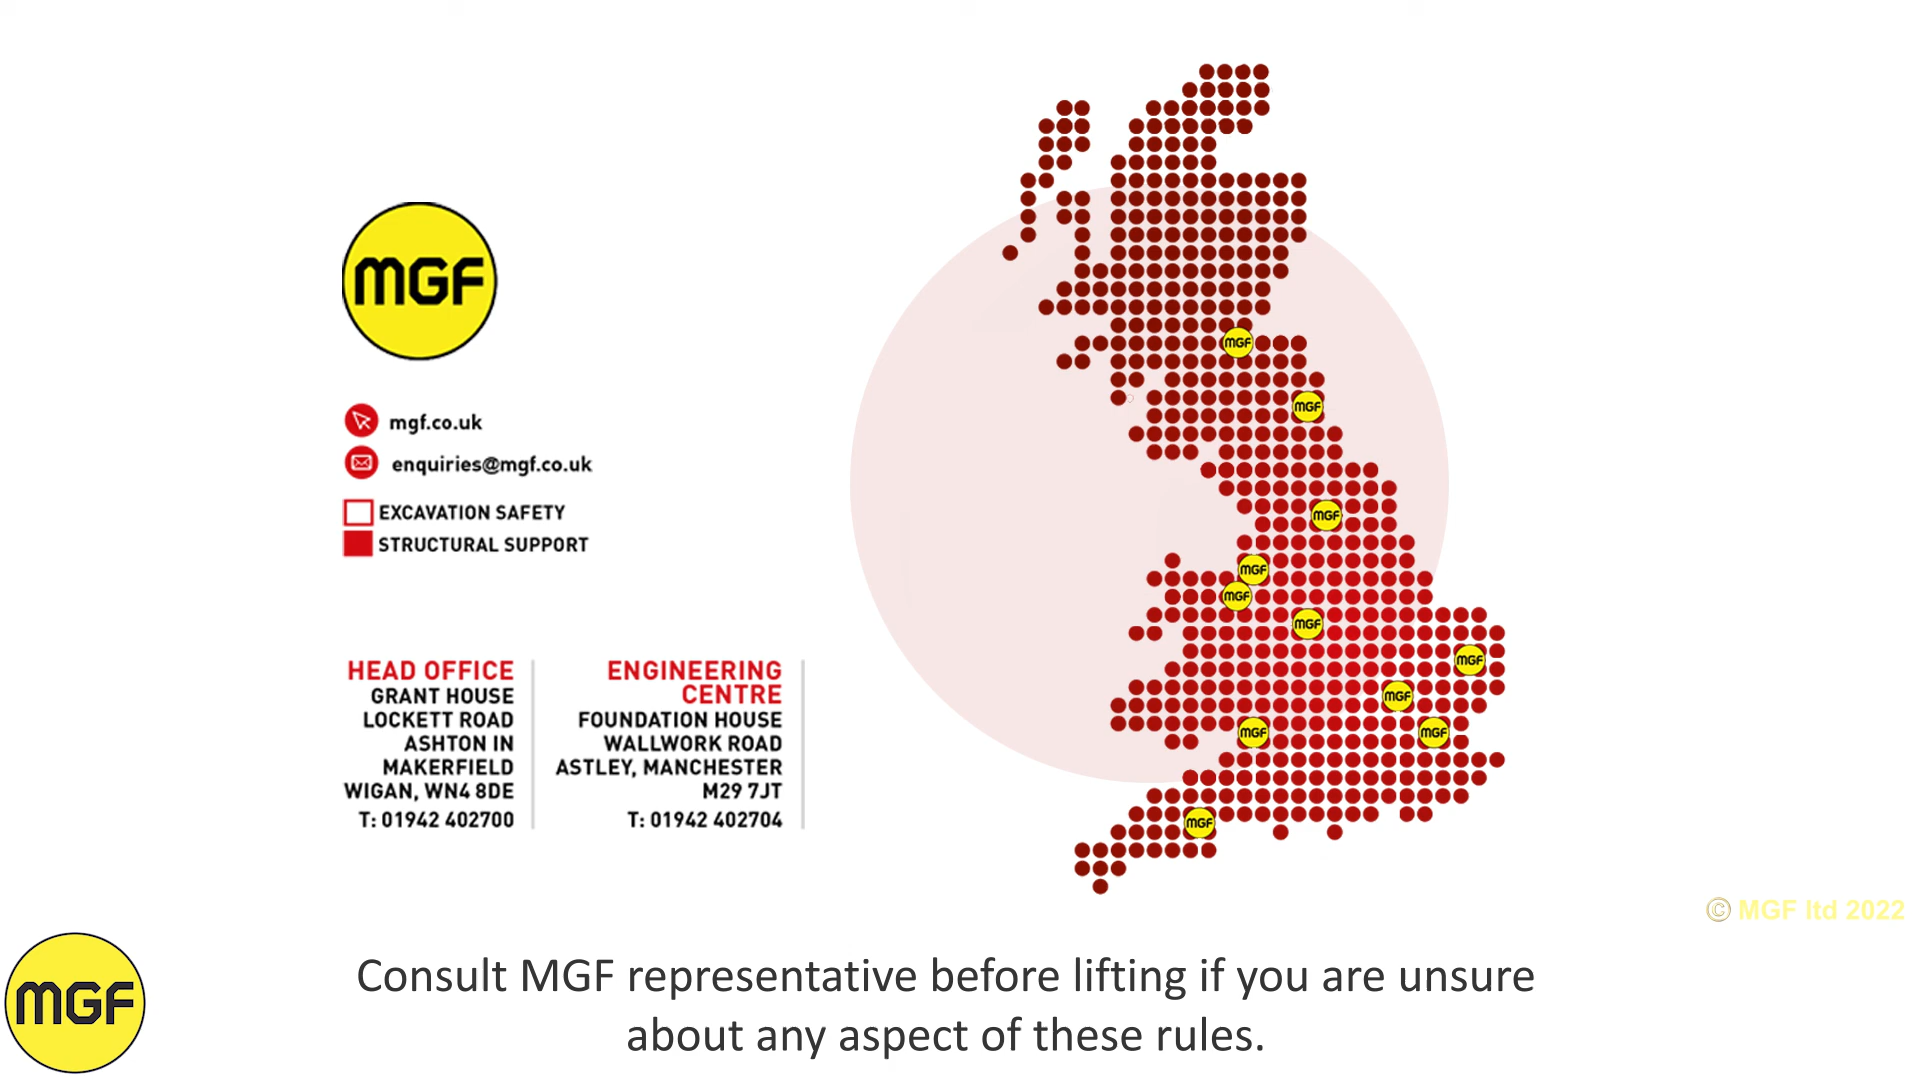 MGF
mgf.co.uk
enquiries@mgf.co.uk
EXCAVATION SAFETY
STRUCTURAL SUPPORT
HEAD OFFICE
GRANT HOUSE
LOCKETT ROAD
ASHTON IN
MAKERFIELD
WIGAN, WN4 8DE
T: 01942 402700
ENGINEERING
CENTRE
FOUNDATION HOUSE
WALLWORK ROAD
ASTLEY, MANCHESTER
M29 7JT
T: 01942 402704
MGF
MGF
MGF
MGF
MGF
MGF
MGF
MGF
MGF
MGF
MGF
© MGF ltd 2022
MGF
Consult MGF representative before lifting if you are unsure
about any aspect of these rules.